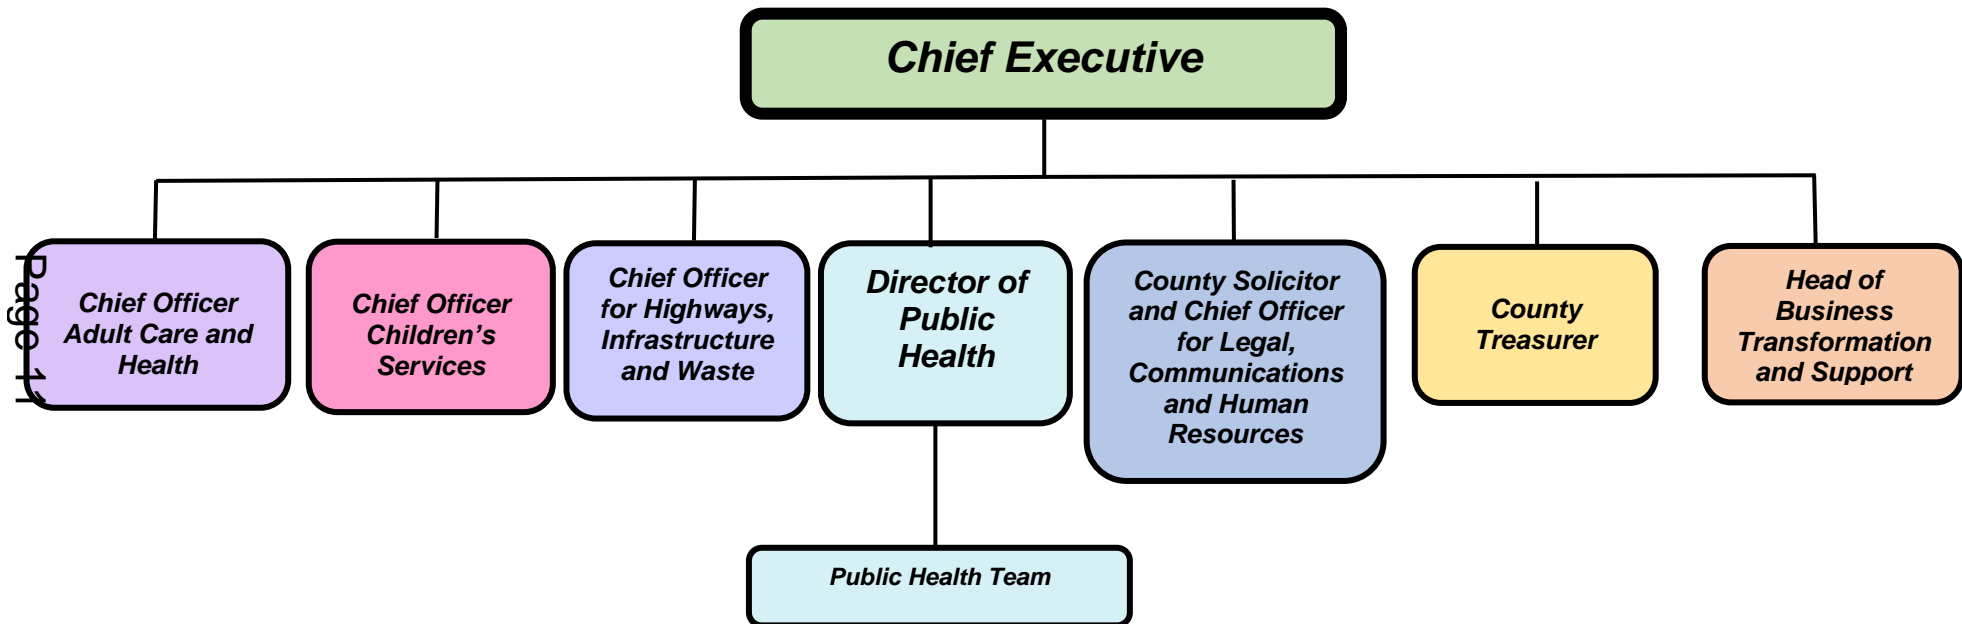 Chief Executive
Chief Officer
Adult Care and
Health
Chief Officer
Children’s
Services
Chief Officer
for Highways,
Infrastructure
and Waste
Director of
Public
Health
County Solicitor
and Chief Officer
for Legal,
Communications
and Human
Resources
County
Treasurer
Head of
Business
Transformation
and Support
Public Health Team
Page 11